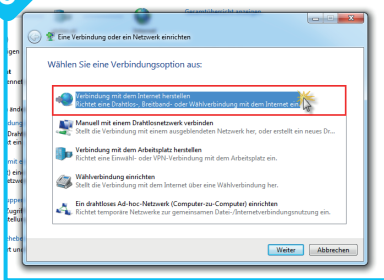 Gesamtübersicht anzeigen
Eine Verbindung oder ein Netzwerk einrichten
Wählen Sie eine Verbindungsoption aus:
Verbindung mit dem Internet herstellen
Richtet eine Drahtlos-, Breitband- oder Wählverbindung mit dem Internet ein
Manuell mit einem Drahtlosnetzwerk verbinden
Stellt die Verbindung mit einem ausgeblendeten Netzwerk her, oder erstellt ein neues Dr...
Verbindung mit dem Arbeitsplatz herstellen
Richtet eine Einwähl- oder VPN-Verbindung mit dem Arbeitsplatz ein.
Wählverbindung einrichten
Stellt die Verbindung mit dem Internet über eine Wählverbindung her.
Ein drahtloses Ad-hoc-Netzwerk (Computer-zu-Computer) einrichten
Richtet temporäre Netzwerke zur gemeinsamen Datei-/Internetverbindungsnutzung ein.
Weiter Abbrechen